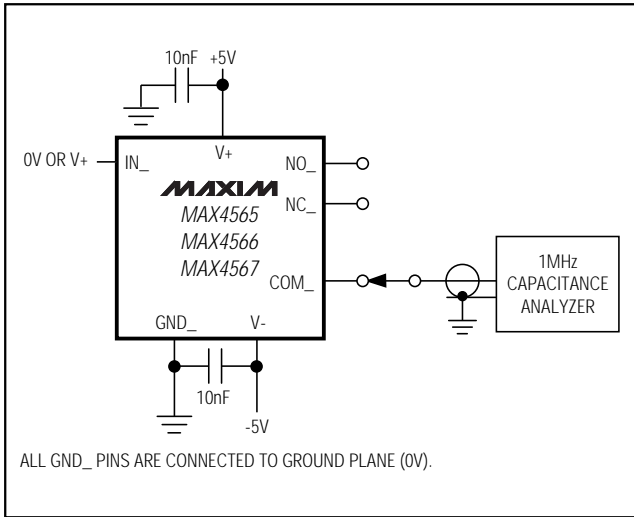 10nF +5V
0V OR V+
IN_
V+
NO_
NC_
MAXIM
MAX4565
MAX4566
MAX4567
COM_
1MHz
CAPACITANCE
ANALYZER
GND_
V-
10nF
-5V
ALL GND_ PINS ARE CONNECTED TO GROUND PLANE (0V).